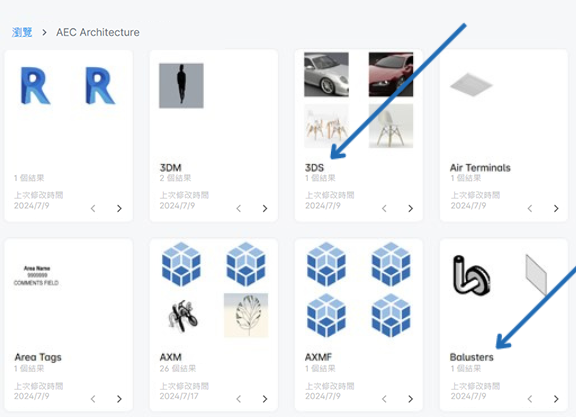 瀏覽 > AEC Architecture
1 個結果
上次修改時間
2024/7/9
3DM
2 個結果
上次修改時間
2024/7/9
3DS
1 個結果
上次修改時間
2024/7/9
Air Terminals
1 個結果
上次修改時間
2024/7/9
Area Name
9999999
COMMENTS FIELD
Area Tags
1 個結果
上次修改時間
2024/7/9
AXM
26 個結果
上次修改時間
2024/7/17
AXMF
1 個結果
上次修改時間
2024/7/9
Balusters
1 個結果
上次修改時間
2024/7/9